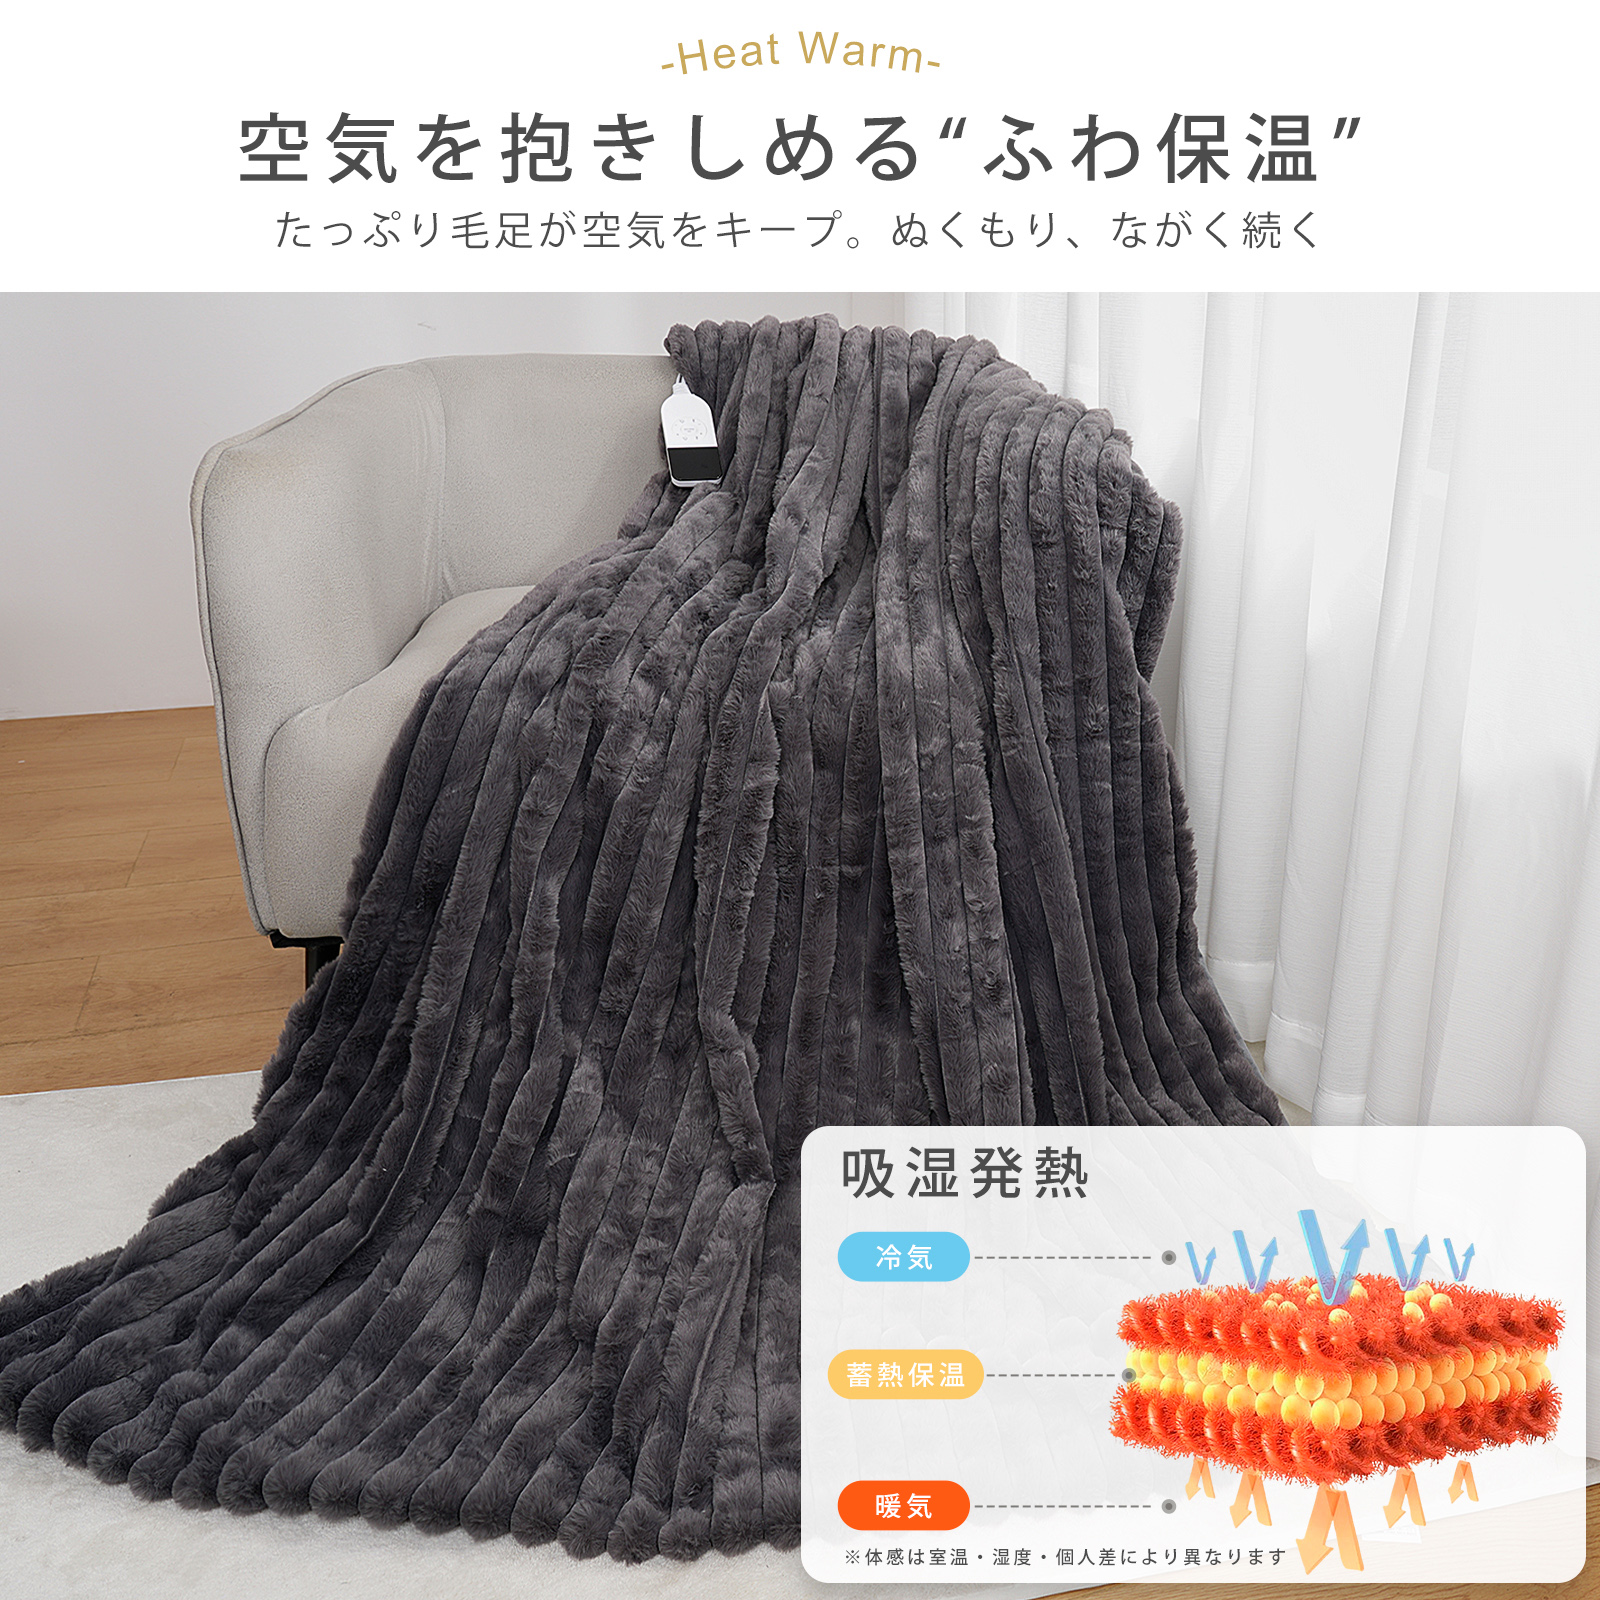 -Heat Warm-
空気を抱きしめる“ふわ保温”
たっぷり毛足が空気をキープ。ぬくもり、ながく続く
吸湿発熱
冷気
蓄熱保温
暖気
※体感は室温・湿度・個人差により異なります